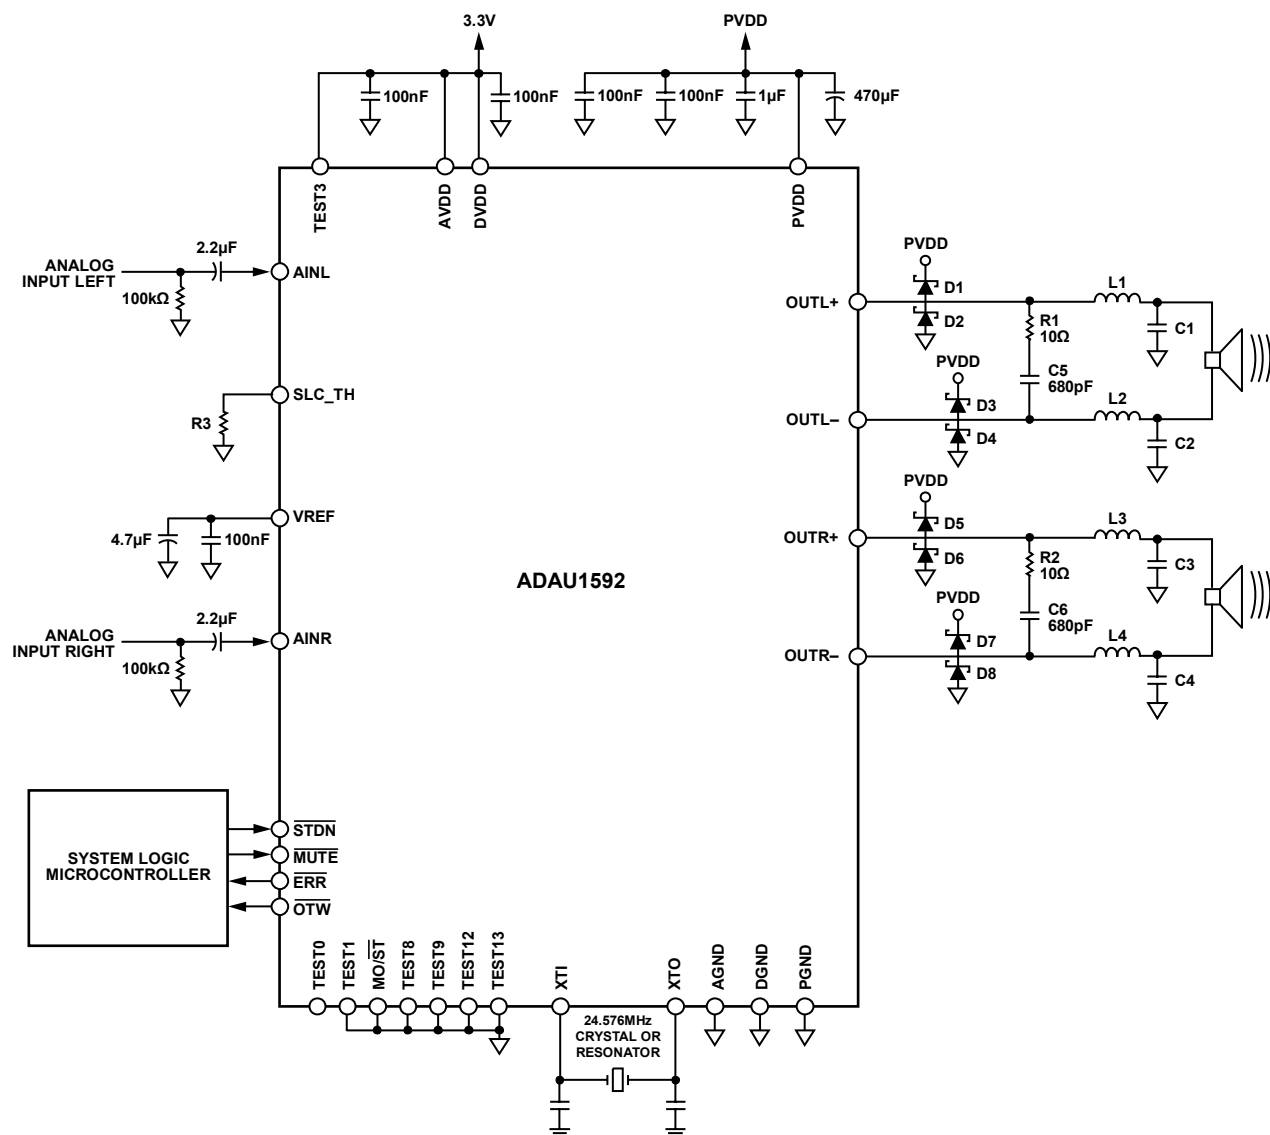 3.3V
PVDD
100nF
100nF
100nF
100nF
1µF
470µF
TEST3
AVDD
DVDD
PVDD
2.2µF
ANALOG
INPUT LEFT
100kΩ
AINL
SLC_TH
R3
VREF
4.7µF
100nF
2.2µF
ANALOG
INPUT RIGHT
100kΩ
AINR
ADAU1592
PVDD
D1
D2
OUTL+
R1
10Ω
L1
C1
PVDD
D3
D4
OUTL–
C5
680pF
L2
C2
PVDD
D5
D6
OUTR+
R2
10Ω
L3
C3
PVDD
D7
D8
OUTR–
C6
680pF
L4
C4
SYSTEM LOGIC
MICROCONTROLLER
STDN
MUTE
ERR
OTW
TEST0
TEST1
MO/ST
TEST8
TEST9
TEST12
TEST13
XTI
XTO
AGND
DGND
PGND
24.576MHz
CRYSTAL OR
RESONATOR